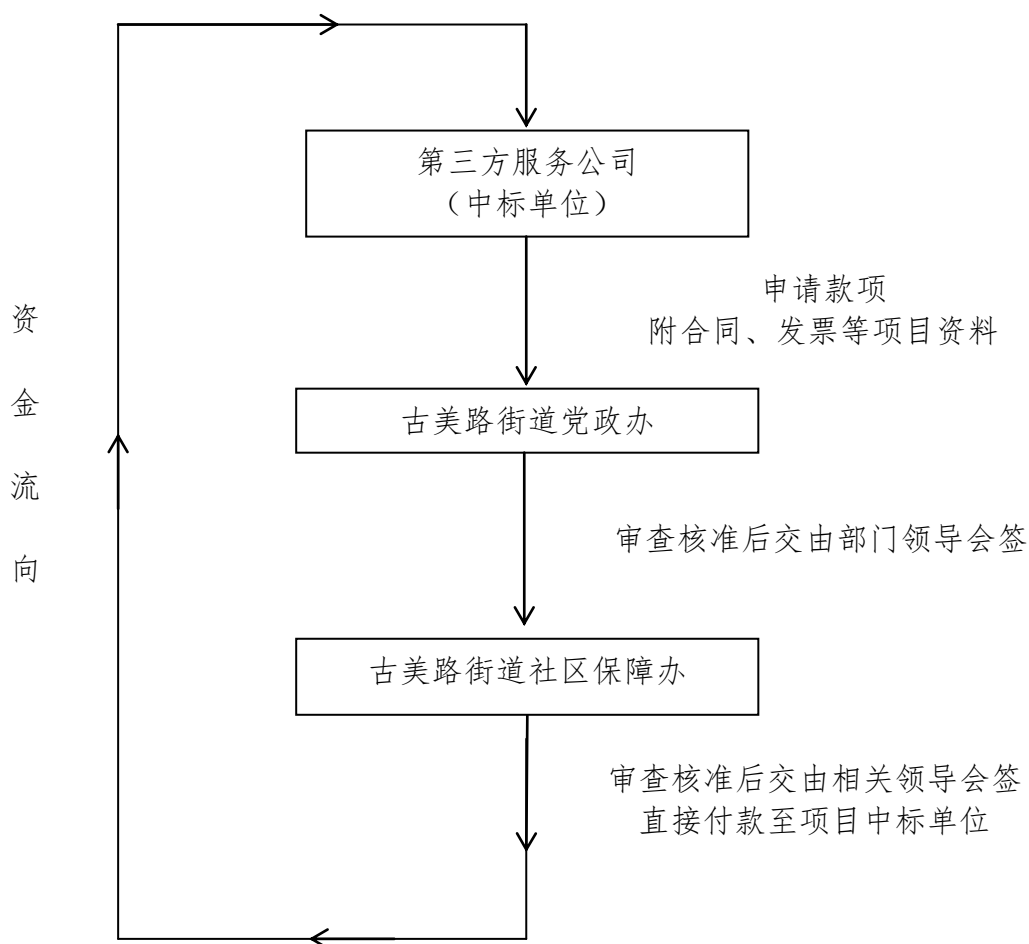 第三方服务公司
（中标单位）
申请款项
附合同、发票等项目资料
资
金
流
向
古美路街道党政办
审查核准后交由部门领导会签
古美路街道社区保障办
审查核准后交由相关领导会签
直接付款至项目中标单位